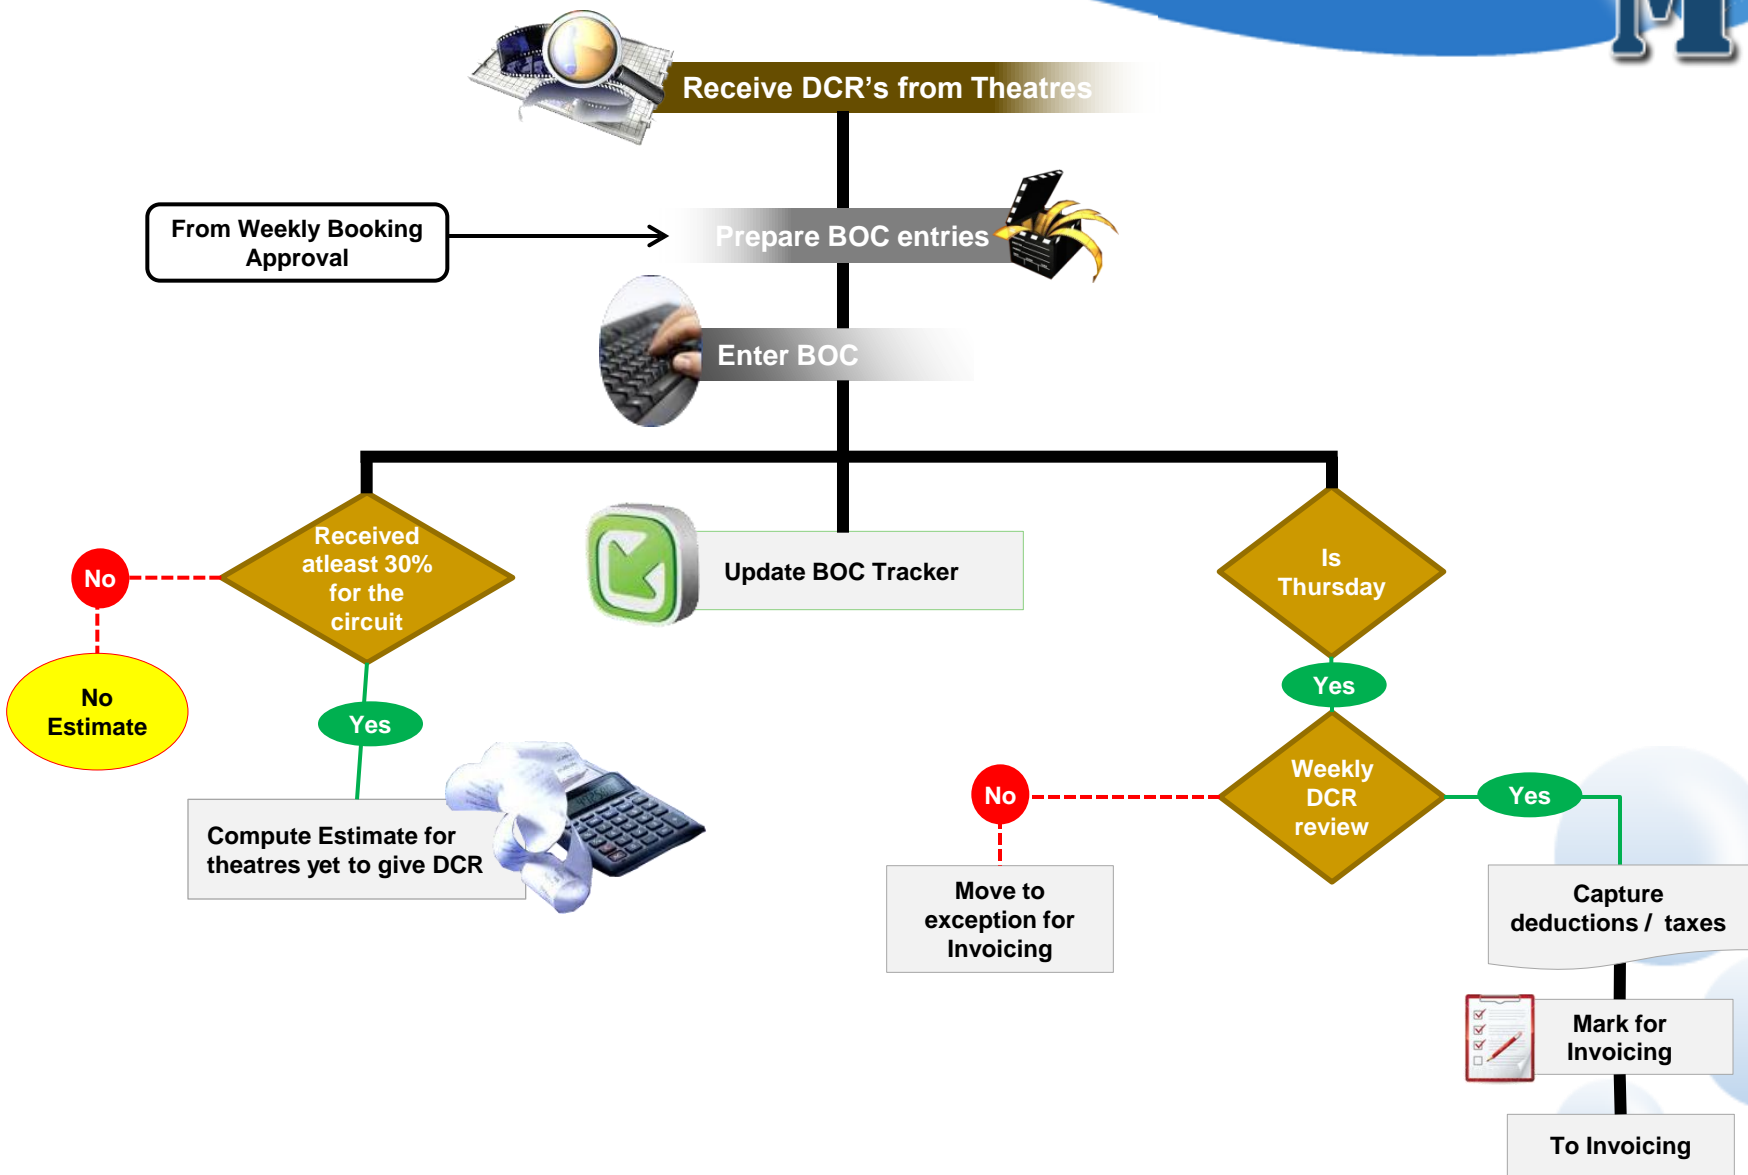 M
Receive DCR's from Theatres
From Weekly Booking
Approval
Prepare BOC entries
Enter BOC
Received
atleast 30%
for the
circuit
No
No
Estimate
Yes
Compute Estimate for
theatres yet to give DCR
Update BOC Tracker
Is
Thursday
Yes
Weekly
DCR
review
No
Move to
exception for
Invoicing
Yes
Capture
deductions / taxes
Mark for
Invoicing
To Invoicing